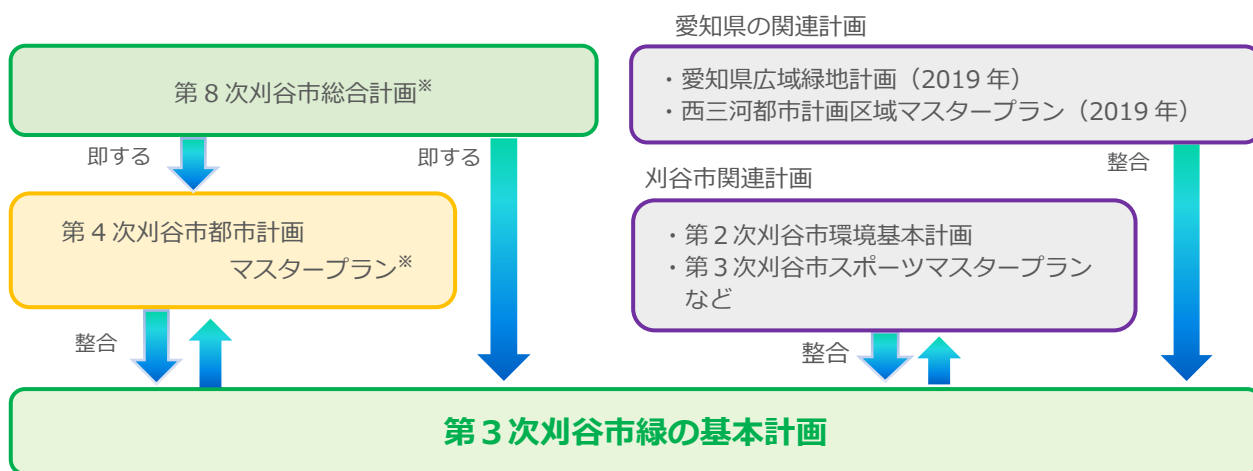 愛知県の関連計画
第8次刈谷市総合計画※
・愛知県広域緑地計画（2019 年）
・西三河都市計画区域マスタープラン（2019 年）
即する
即する
整合
刈谷市関連計画
第4次刈谷市都市計画
マスタープラン※
・第2次刈谷市環境基本計画
・第3次刈谷市スポーツマスタープラン
など
整合
整合
第3次刈谷市緑の基本計画